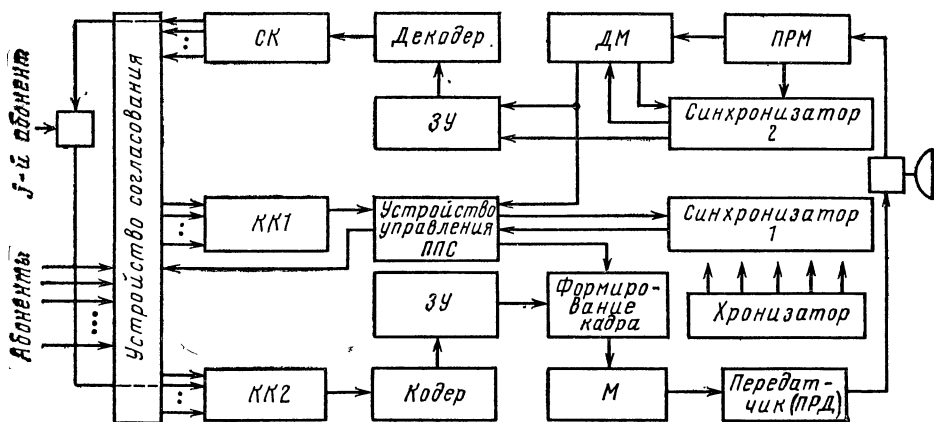 j-й абонент
Абоненты
Устройство согласования
СК
Декодер
ДМ
ПРМ
ЗУ
Синхронизатор
2
КК1
Устройство
управления
ППС
Синхронизатор
1
ЗУ
Формиро-
вание
кадра
Хронизатор
КК2
Кодер
М
Передат-
чик (ПРД)